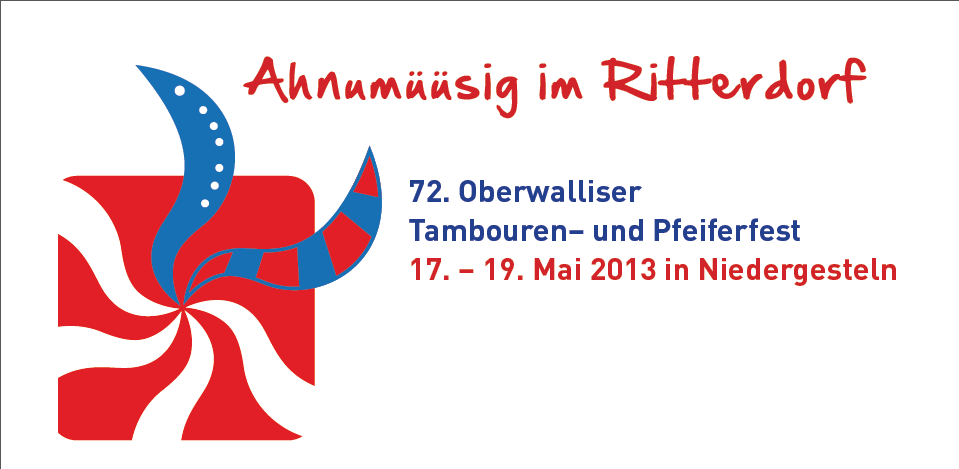 Ahnumüüsig im Ritterdorf
72. Oberwalliser
Tambouren– und Pfeiferfest
17. – 19. Mai 2013 in Niedergesteln